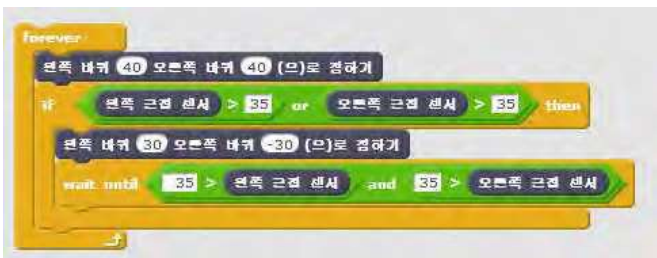 forever
왼쪽 바퀴 40 오른쪽 바퀴 40 (으)로 정하기
if 왼쪽 근접 센서 > 35 or 오른쪽 근접 센서 > 35 then
왼쪽 바퀴 30 오른쪽 바퀴 -30 (으)로 정하기
wait until 35 > 왼쪽 근접 센서 and 35 > 오른쪽 근접 센서